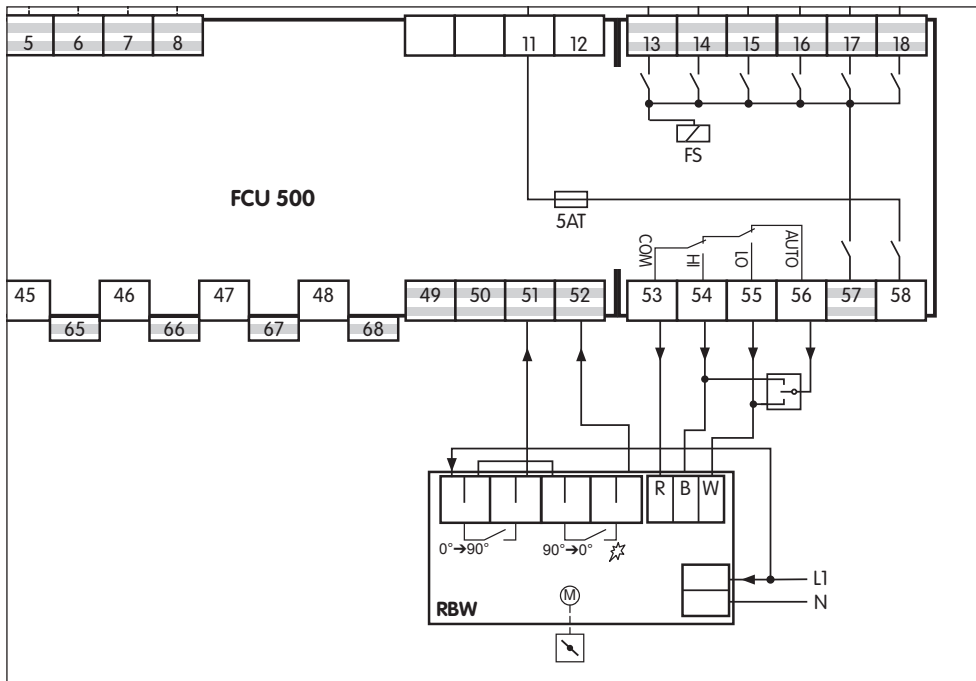 5 6 7 8 11 12 13 14 15 16 17 18
FS
FCU 500
5AT
COM HI LO AUTO
45 46 47 48 49 50 51 52 53 54 55 56 57 58
65 66 67 68
R B W
0°→90° 90°→0°
L1
M
RBW
N